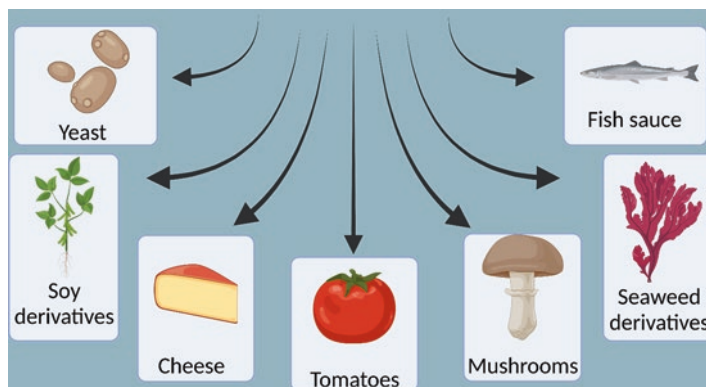 Yeast
Fish sauce
Soy
derivatives
Cheese
Tomatoes
Mushrooms
Seaweed
derivatives